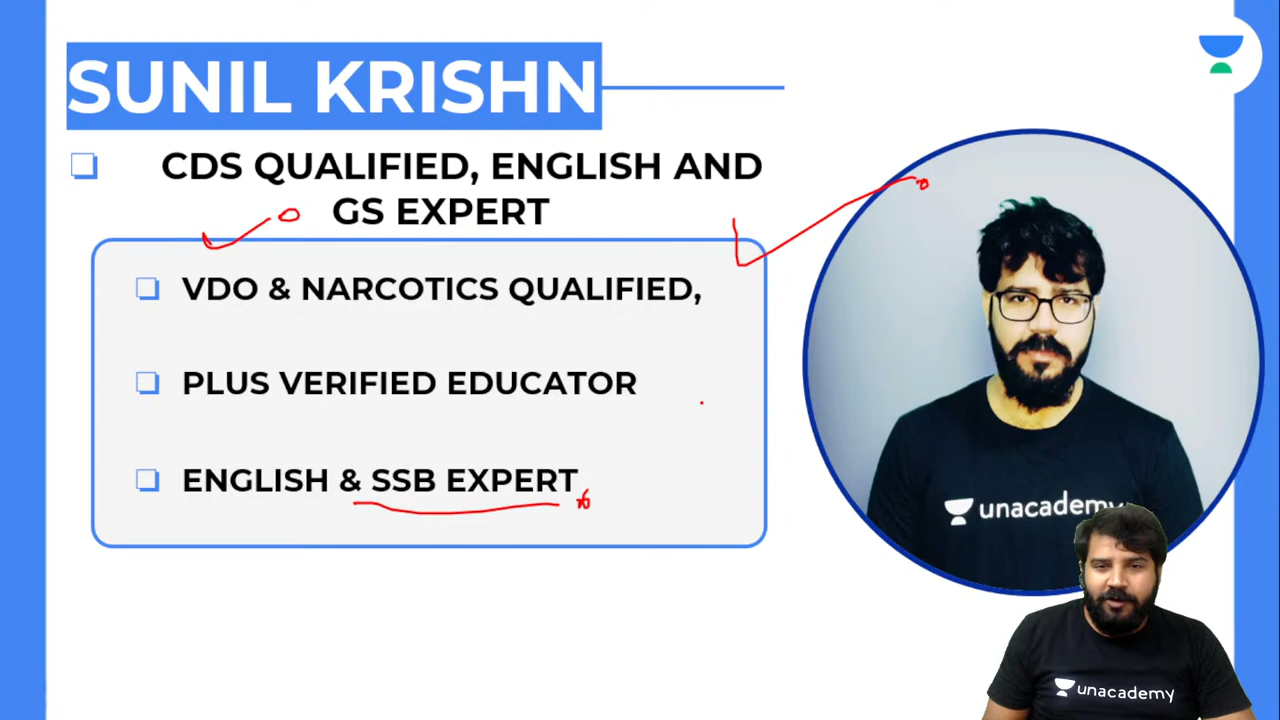 SUNIL KRISHN
CDS QUALIFIED, ENGLISH AND
GS EXPERT
VDO & NARCOTICS QUALIFIED,
PLUS VERIFIED EDUCATOR
ENGLISH & SSB EXPERT
unacademy
unacademy